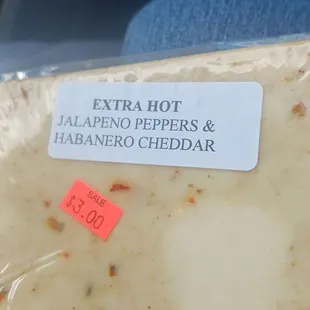 EXTRA HOT
JALAPENO PEPPERS &
HABANERO CHEDDAR
SALE
$3.00